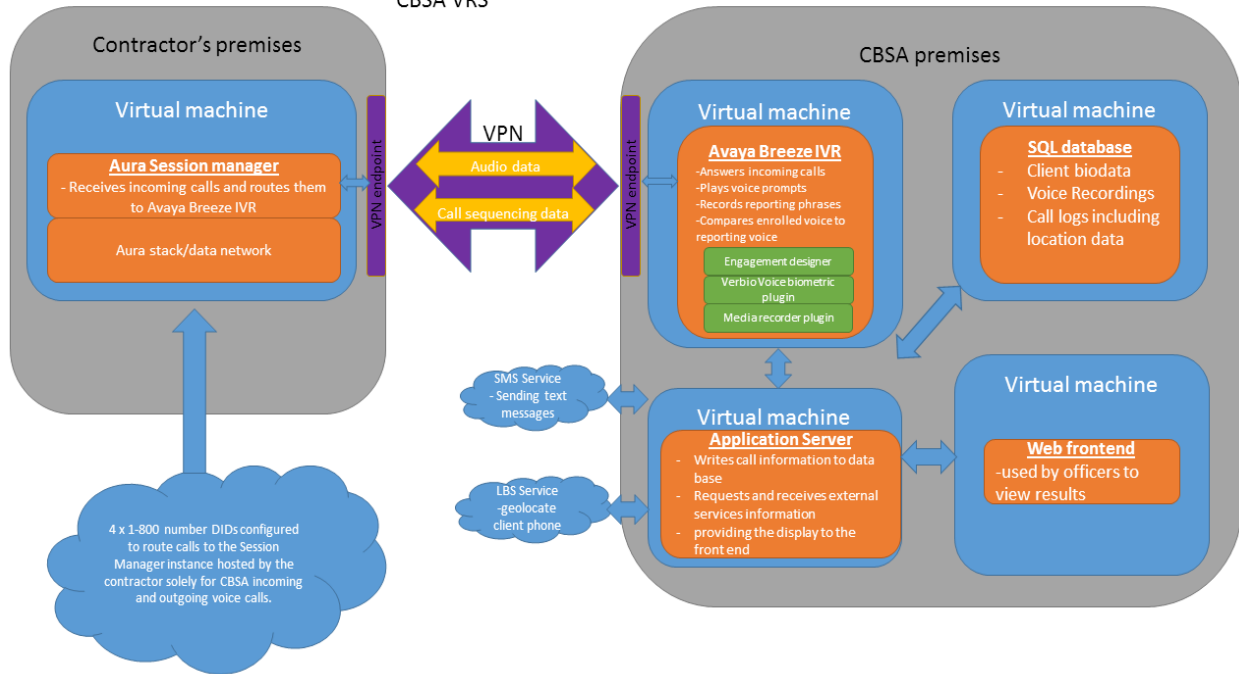 CBSA VRS
Contractor's premises
Virtual machine
Aura Session manager
- Receives incoming calls and routes them
to Avaya Breeze IVR
Aura stack/data network
VPN endpoint
VPN
Audio data
Call sequencing data
VPN endpoint
CBSA premises
Virtual machine
Avaya Breeze IVR
-Answers incoming calls
-Plays voice prompts
-Records reporting phrases
-Compares enrolled voice to
reporting voice
Engagement designer
Verbio Voice biometric
plugin
Media recorder plugin
Virtual machine
SQL database
- Client biodata
- Voice Recordings
- Call logs including
location data
SMS Service
- Sending text
messages
LBS Service
-geolocate
client phone
Virtual machine
Application Server
- Writes call information to data
base
- Requests and receives external
services information
- providing the display to the
front end
Virtual machine
Web frontend
-used by officers to
view results
4 x 1-800 number DIDs configured
to route calls to the Session
Manager instance hosted by the
contractor solely for CBSA incoming
and outgoing voice calls.